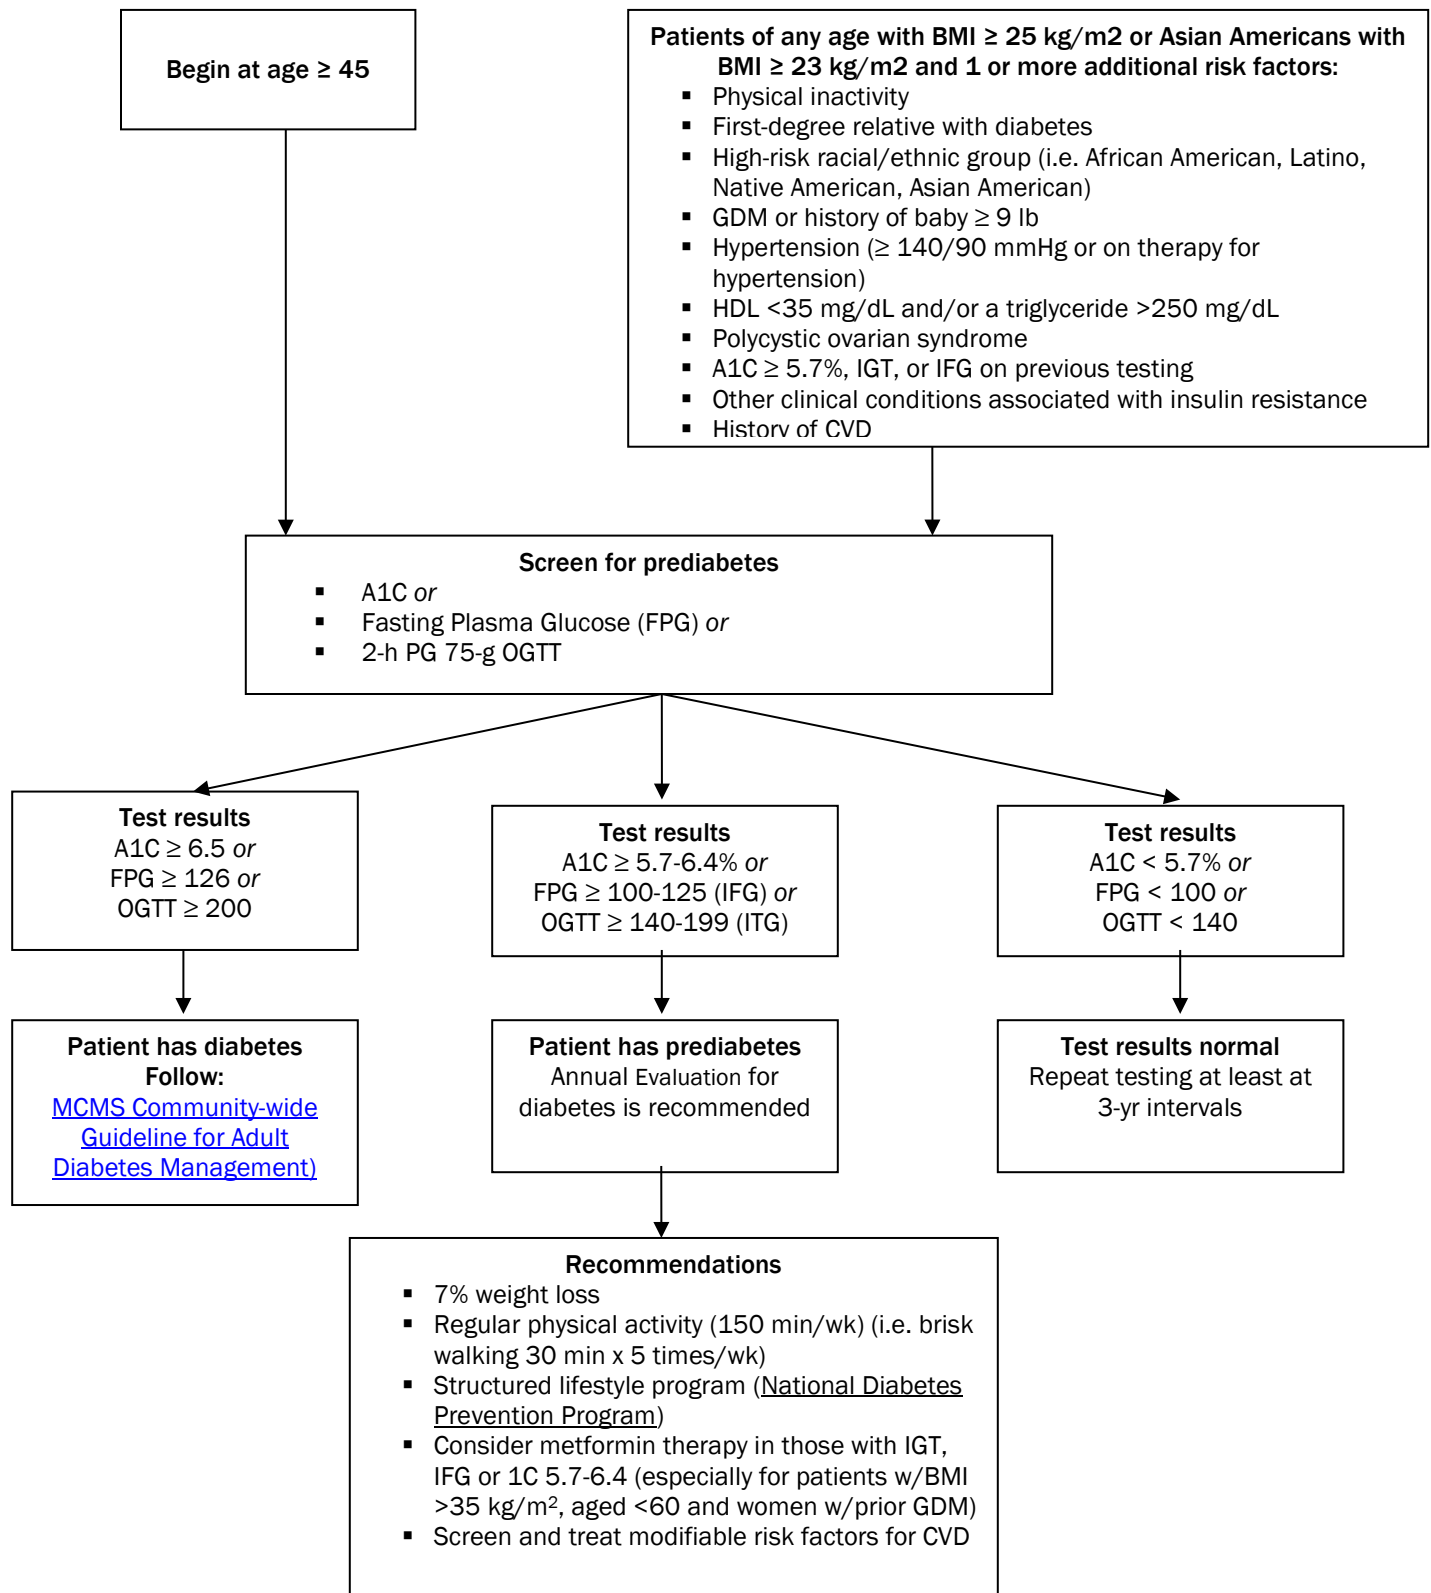 Begin at age ≥ 45
Patients of any age with BMI ≥ 25 kg/m2 or Asian Americans with
BMI ≥ 23 kg/m2 and 1 or more additional risk factors:
▪ Physical inactivity
▪ First-degree relative with diabetes
▪ High-risk racial/ethnic group (i.e. African American, Latino,
Native American, Asian American)
▪ GDM or history of baby ≥ 9 lb
▪ Hypertension (≥ 140/90 mmHg or on therapy for
hypertension)
▪ HDL <35 mg/dL and/or a triglyceride >250 mg/dL
▪ Polycystic ovarian syndrome
▪ A1C ≥ 5.7%, IGT, or IFG on previous testing
▪ Other clinical conditions associated with insulin resistance
▪ History of CVD
Screen for prediabetes
▪ A1C or
▪ Fasting Plasma Glucose (FPG) or
▪ 2-h PG 75-g OGTT
Test results
A1C ≥ 6.5 or
FPG ≥ 126 or
OGTT ≥ 200
Test results
A1C ≥ 5.7-6.4% or
FPG ≥ 100-125 (IFG) or
OGTT ≥ 140-199 (ITG)
Test results
A1C < 5.7% or
FPG < 100 or
OGTT < 140
Patient has diabetes
Follow:
MCMS Community-wide
Guideline for Adult
Diabetes Management)
Patient has prediabetes
Annual Evaluation for
diabetes is recommended
Test results normal
Repeat testing at least at
3-yr intervals
Recommendations
▪ 7% weight loss
▪ Regular physical activity (150 min/wk) (i.e. brisk
walking 30 min x 5 times/wk)
▪ Structured lifestyle program (National Diabetes
Prevention Program)
▪ Consider metformin therapy in those with IGT,
IFG or 1C 5.7-6.4 (especially for patients w/BMI
>35 kg/m², aged <60 and women w/prior GDM)
▪ Screen and treat modifiable risk factors for CVD